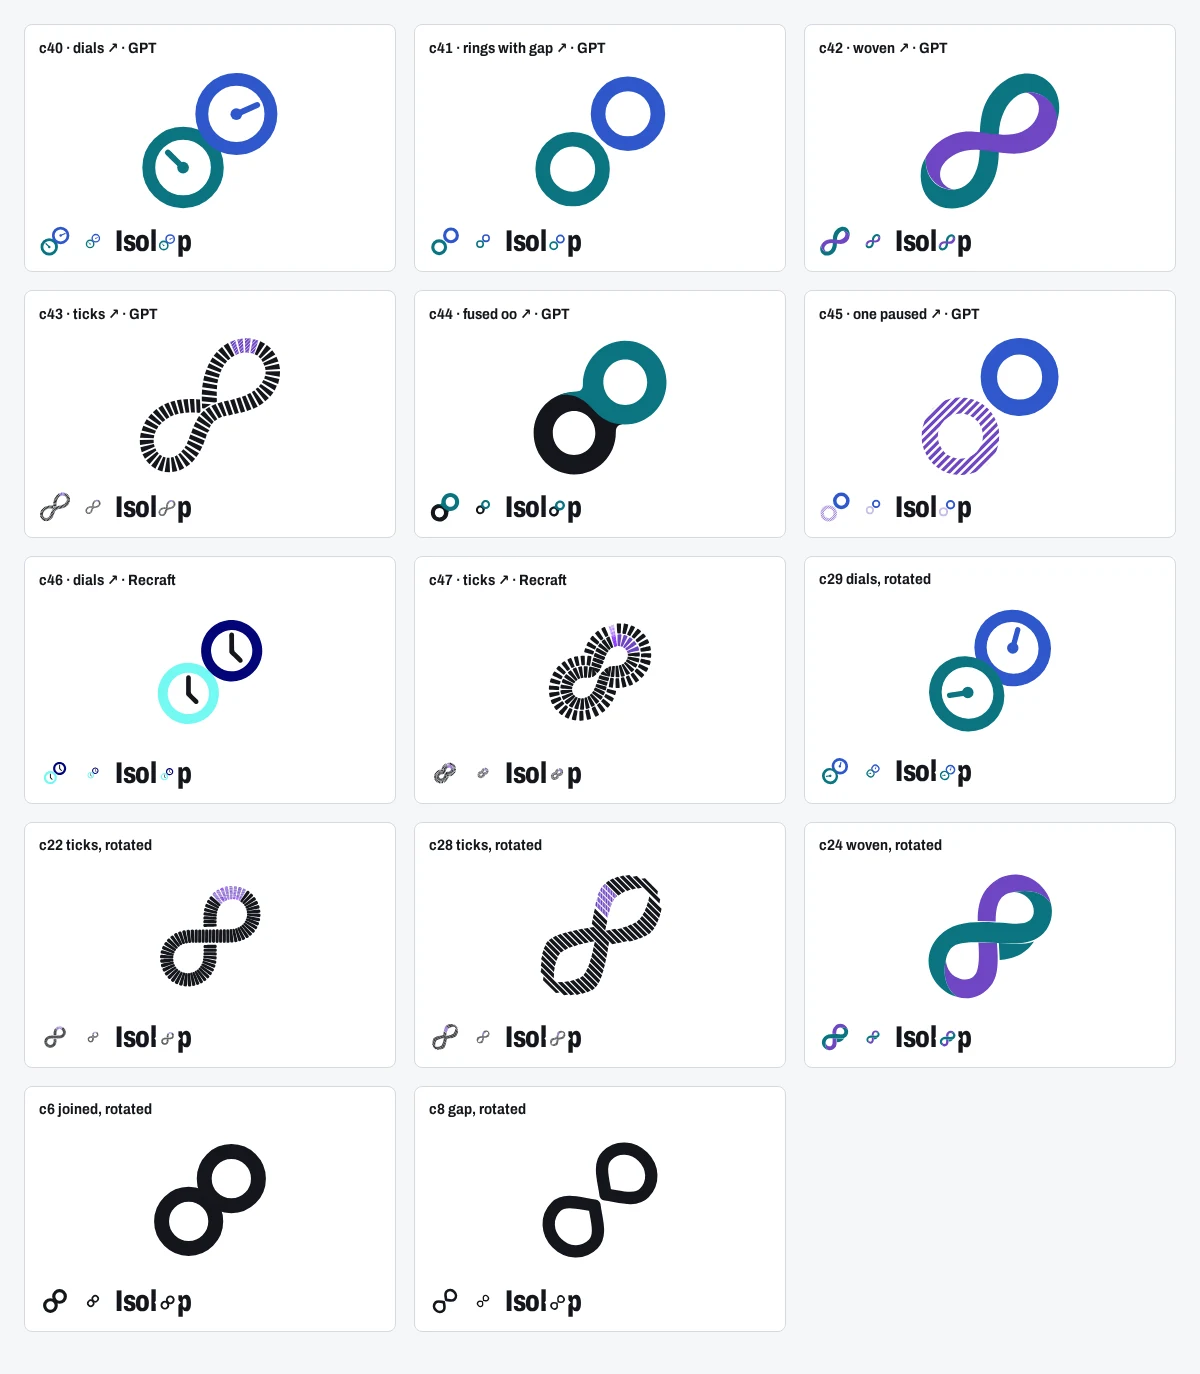 c40 · dials ↗ · GPT
Isol p
c41 · rings with gap ↗ · GPT
Isol p
c42 · woven ↗ · GPT
Isol p
c43 · ticks ↗ · GPT
Isol p
c44 · fused oo ↗ · GPT
Isol p
c45 · one paused ↗ · GPT
Isol p
c46 · dials ↗ · Recraft
Isol p
c47 · ticks ↗ · Recraft
Isol p
c29 dials, rotated
Isol p
c22 ticks, rotated
Isol p
c28 ticks, rotated
Isol p
c24 woven, rotated
Isol p
c6 joined, rotated
Isol p
c8 gap, rotated
Isol p